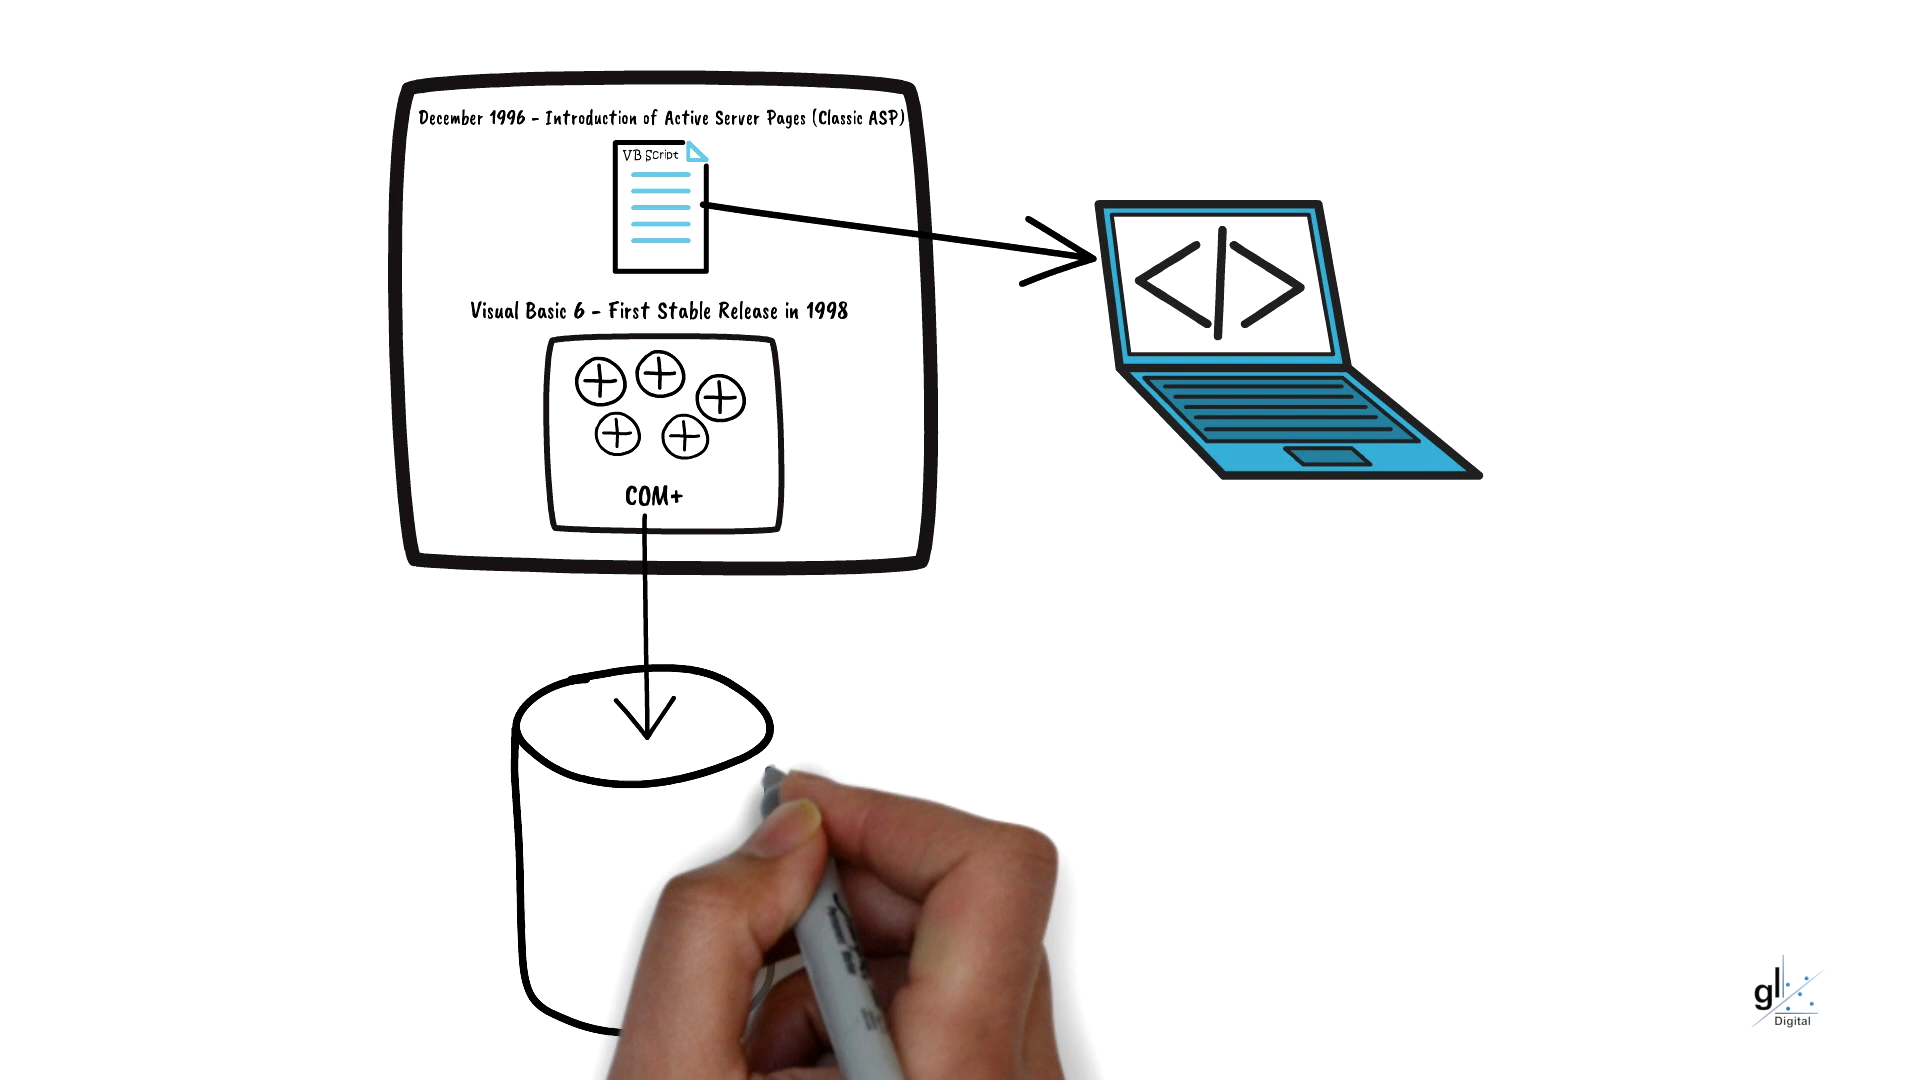 December 1996 - Introduction of Active Server Pages (Classic ASP)
VB Script
Visual Basic 6 - First Stable Release in 1998
COM+
gl
Digital